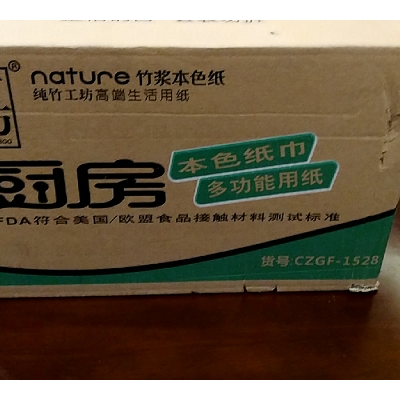 nature 竹浆本色纸
纯竹工坊高端生活用纸
厨房
本色纸巾
多功能用纸
FDA符合美国/欧盟食品接触材料测试标准
货号:CZGF-1528